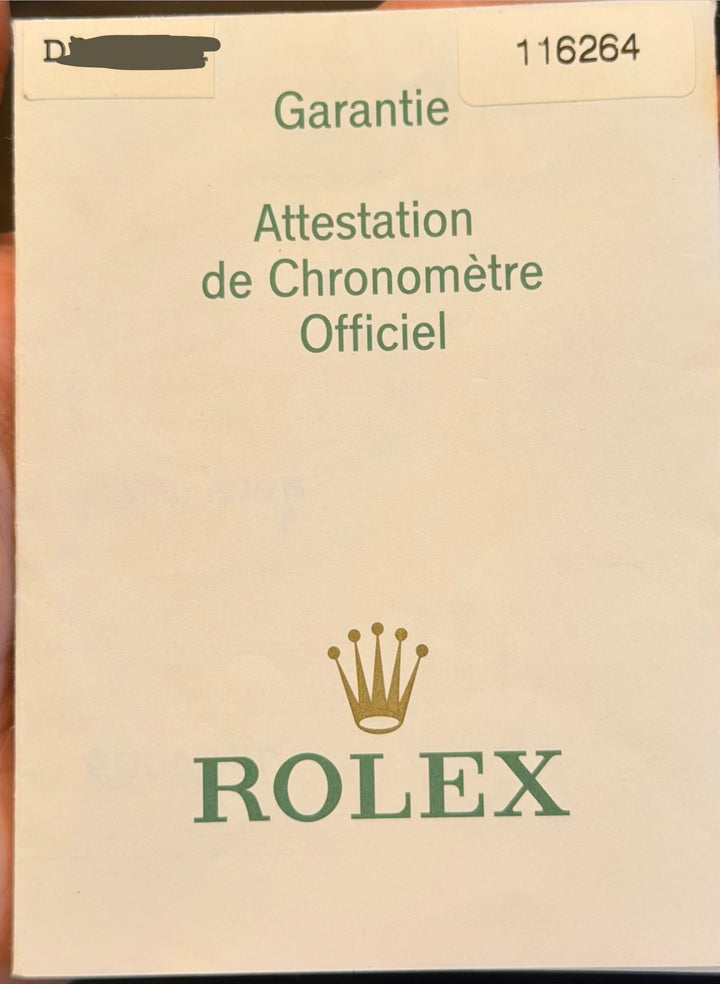 D
116264
Garantie
Attestation
de Chronomètre
Officiel
ROLEX